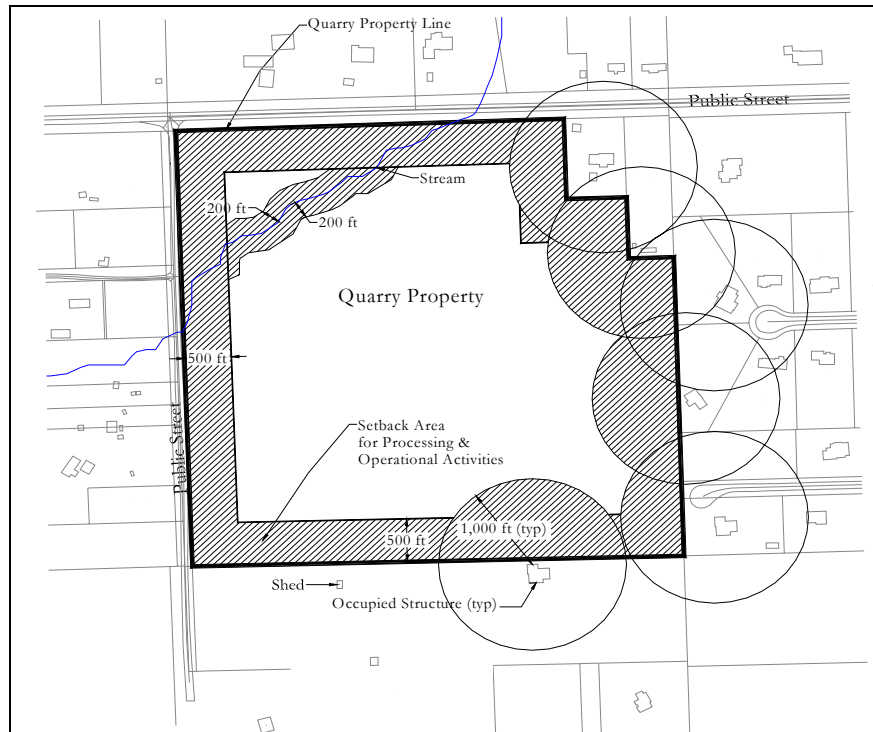 Quarry Property Line
Public Street
Stream
200 ft
200 ft
Quarry Property
500 ft
Setback Area
for Processing &
Operational Activities
Public Street
1,000 ft (typ)
500 ft
Shed
Occupied Structure (typ)